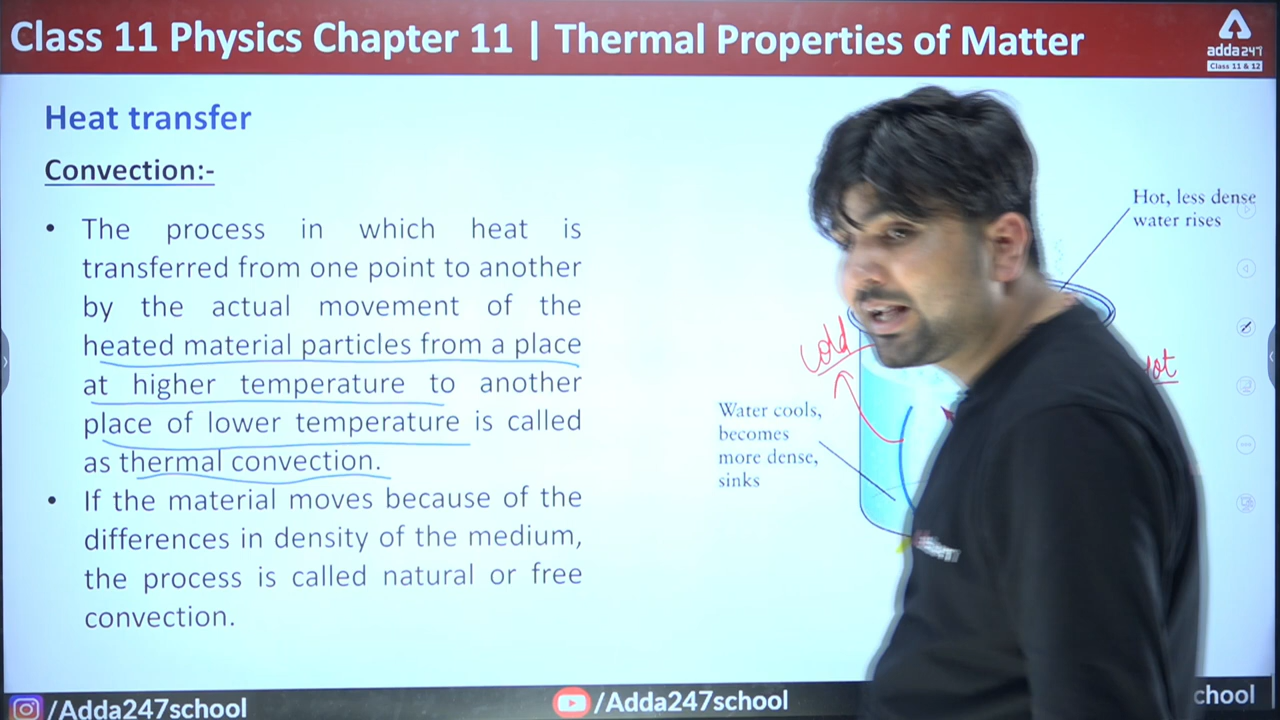 Class 11 Physics Chapter 11 | Thermal Properties of Matter
adda247
Class 11 & 12
Heat transfer
Convection:-
• The process in which heat is
transferred from one point to another
by the actual movement of the
heated material particles from a place
at higher temperature to another
place of lower temperature is called
as thermal convection.
• If the material moves because of the
differences in density of the medium,
the process is called natural or free
convection.
Hot, less dense
water rises
Cold
Water cools,
becomes
more dense,
sinks
/Adda247school
/Adda247school